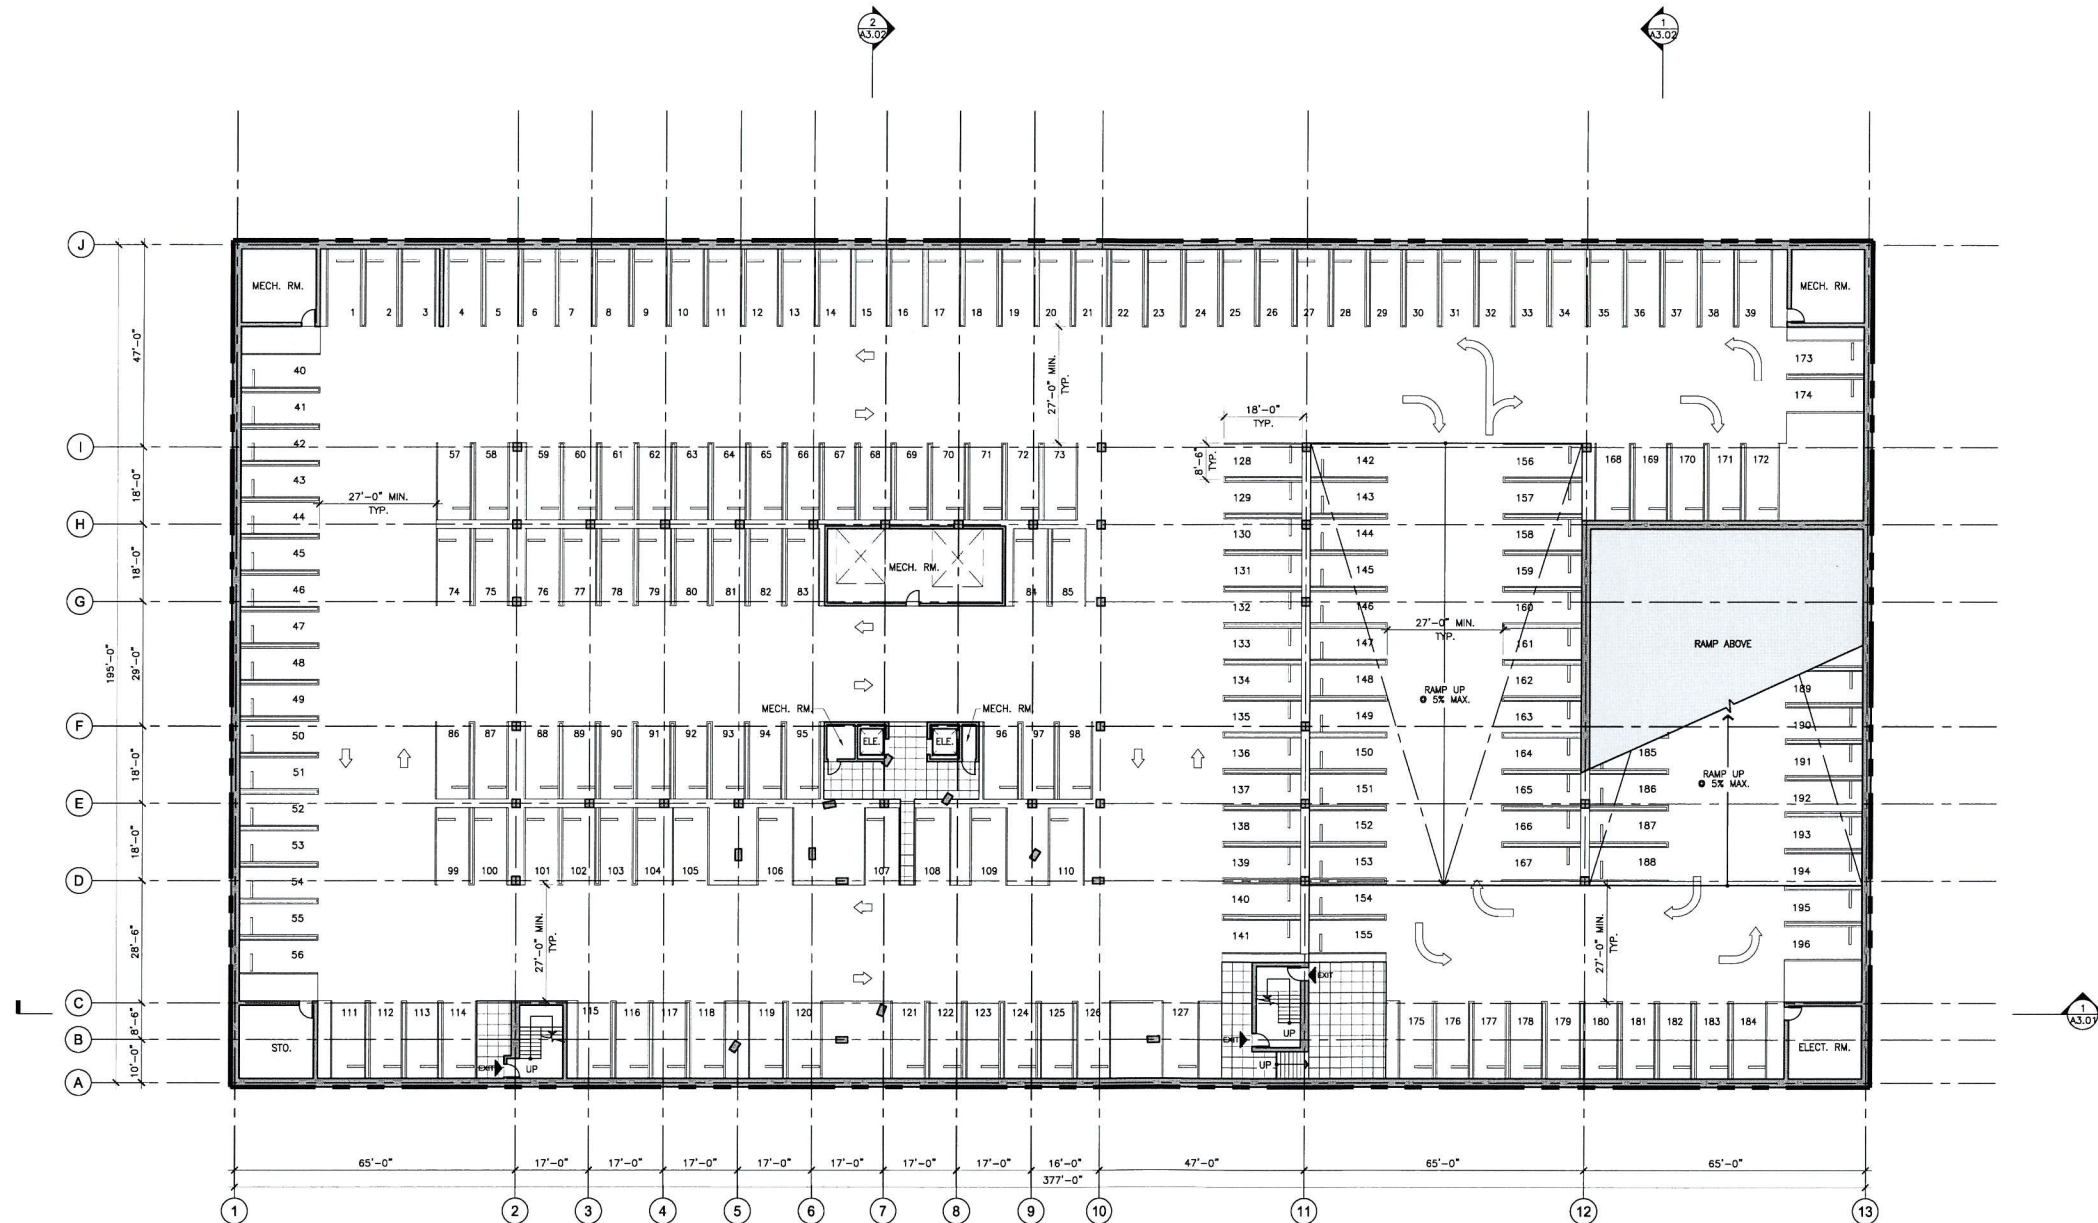 2
A3.02
1
A3.02
J
MECH. RM.
MECH. RM.
1 2 3 4 5 6 7 8 9 10 11 12 13 14 15 16 17 18 19 20 21 22 23 24 25 26 27 28 29 30 31 32 33 34 35 36 37 38 39
47'-0"
27'-0" MIN.
TYP.
40
41
42
43
44
45
46
47
48
49
50
51
52
53
54
55
56
173
174
18'-0"
TYP.
8'-6"
TYP.
I
57 58 59 60 61 62 63 64 65 66 67 68 69 70 71 72 73
168 169 170 171 172
18'-0"
27'-0" MIN.
TYP.
H
18'-0"
MECH. RM.
74 75 76 77 78 79 80 81 82 83 84 85
G
195'-0"
29'-0"
128
129
130
131
132
133
134
135
136
137
138
139
140
141
142
143
144
145
146
147
148
149
150
151
152
153
154
155
156
157
158
159
160
161
162
163
164
165
166
167
27'-0" MIN.
TYP.
RAMP UP
@ 5% MAX.
RAMP ABOVE
RAMP UP
@ 5% MAX.
185
186
187
188
189
190
191
192
193
194
195
196
MECH. RM.
MECH. RM.
F
86 87 88 89 90 91 92 93 94 95 96 97 98
ELE.
ELE.
18'-0"
E
18'-0"
99 100 101 102 103 104 105 106 107 108 109 110
D
28'-6"
27'-0" MIN.
TYP.
27'-0" MIN.
TYP.
C
8'-6"
B
10'-0"
A
STO.
111 112 113 114 115 116 117 118 119 120 121 122 123 124 125 126 127
EXIT
UP
EXIT
EXIT
UP
UP
175 176 177 178 179 180 181 182 183 184
ELECT. RM.
1
A3.01
65'-0" 17'-0" 17'-0" 17'-0" 17'-0" 17'-0" 17'-0" 17'-0" 16'-0" 47'-0" 65'-0" 65'-0"
377'-0"
1 2 3 4 5 6 7 8 9 10 11 12 13